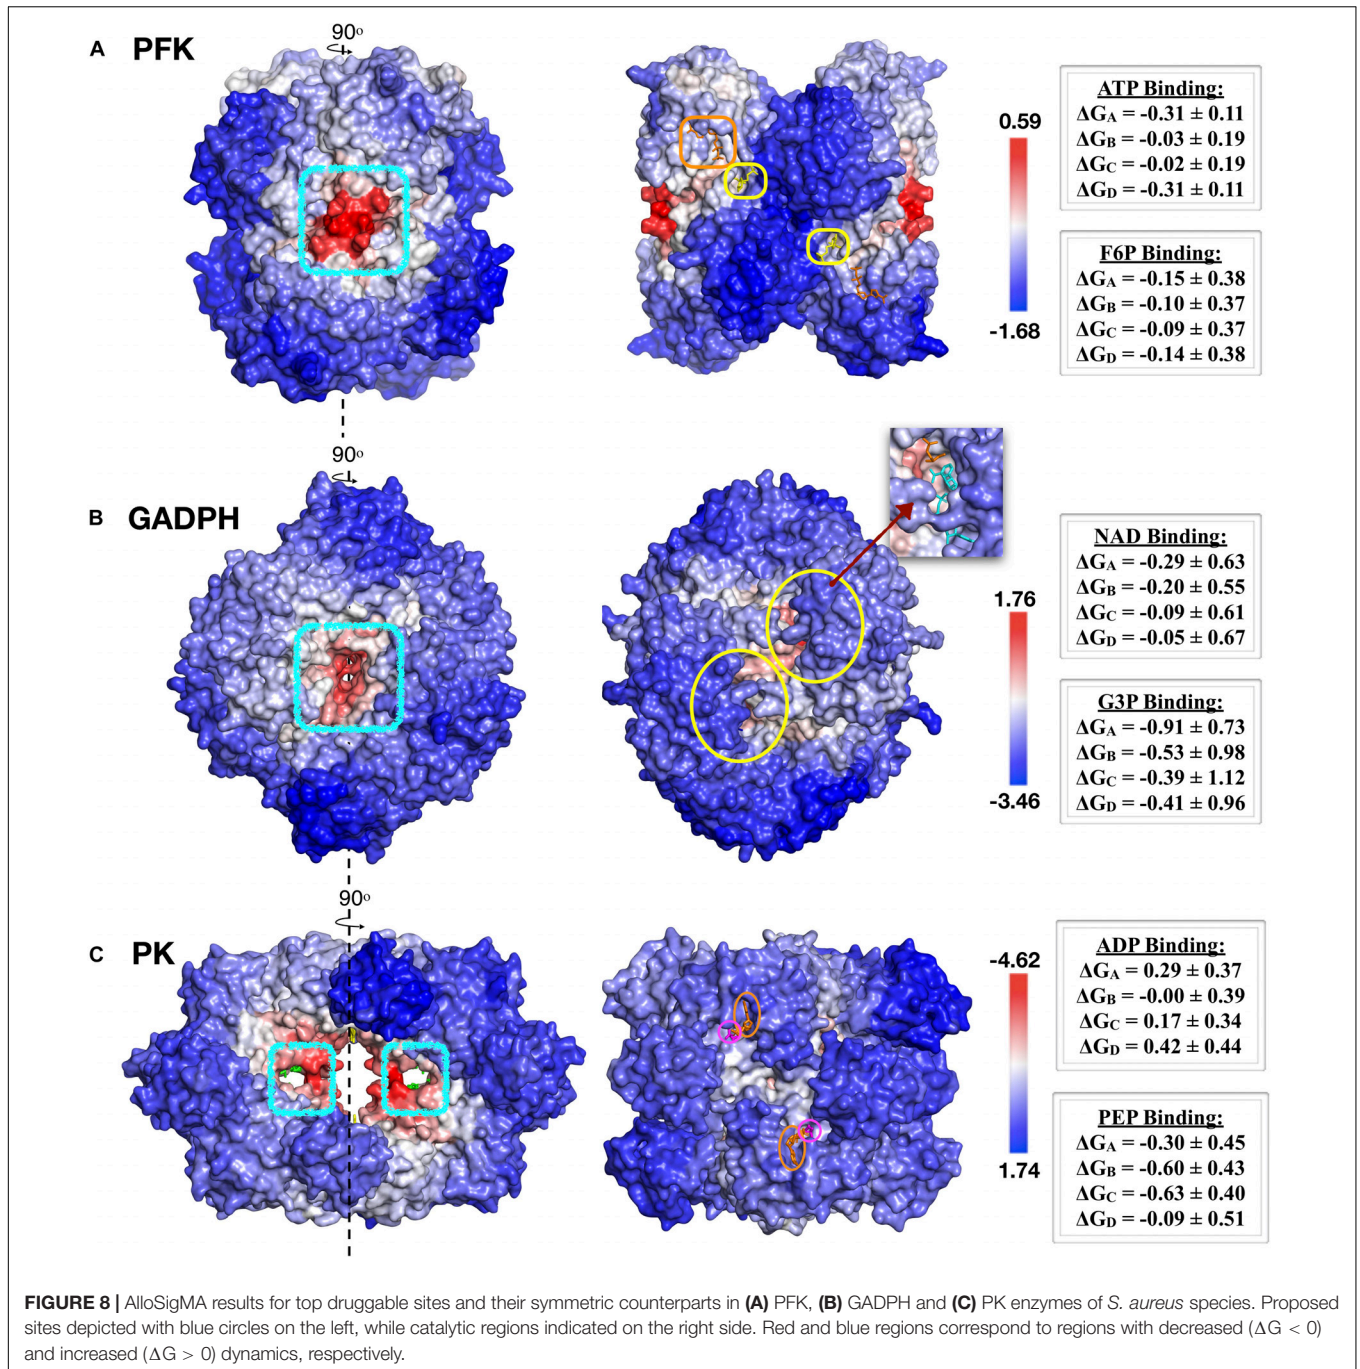 A PFK
90o
0.59
-1.68
ATP Binding:
ΔGA = -0.31 ± 0.11
ΔGB = -0.03 ± 0.19
ΔGC = -0.02 ± 0.19
ΔGD = -0.31 ± 0.11
F6P Binding:
ΔGA = -0.15 ± 0.38
ΔGB = -0.10 ± 0.37
ΔGC = -0.09 ± 0.37
ΔGD = -0.14 ± 0.38
B GADPH
90o
1.76
-3.46
NAD Binding:
ΔGA = -0.29 ± 0.63
ΔGB = -0.20 ± 0.55
ΔGC = -0.09 ± 0.61
ΔGD = -0.05 ± 0.67
G3P Binding:
ΔGA = -0.91 ± 0.73
ΔGB = -0.53 ± 0.98
ΔGC = -0.39 ± 1.12
ΔGD = -0.41 ± 0.96
C PK
90o
-4.62
1.74
ADP Binding:
ΔGA = 0.29 ± 0.37
ΔGB = -0.00 ± 0.39
ΔGC = 0.17 ± 0.34
ΔGD = 0.42 ± 0.44
PEP Binding:
ΔGA = -0.30 ± 0.45
ΔGB = -0.60 ± 0.43
ΔGC = -0.63 ± 0.40
ΔGD = -0.09 ± 0.51
FIGURE 8 | AlloSigMA results for top druggable sites and their symmetric counterparts in (A) PFK, (B) GADPH and (C) PK enzymes of S. aureus species. Proposed
sites depicted with blue circles on the left, while catalytic regions indicated on the right side. Red and blue regions correspond to regions with decreased (ΔG < 0)
and increased (ΔG > 0) dynamics, respectively.